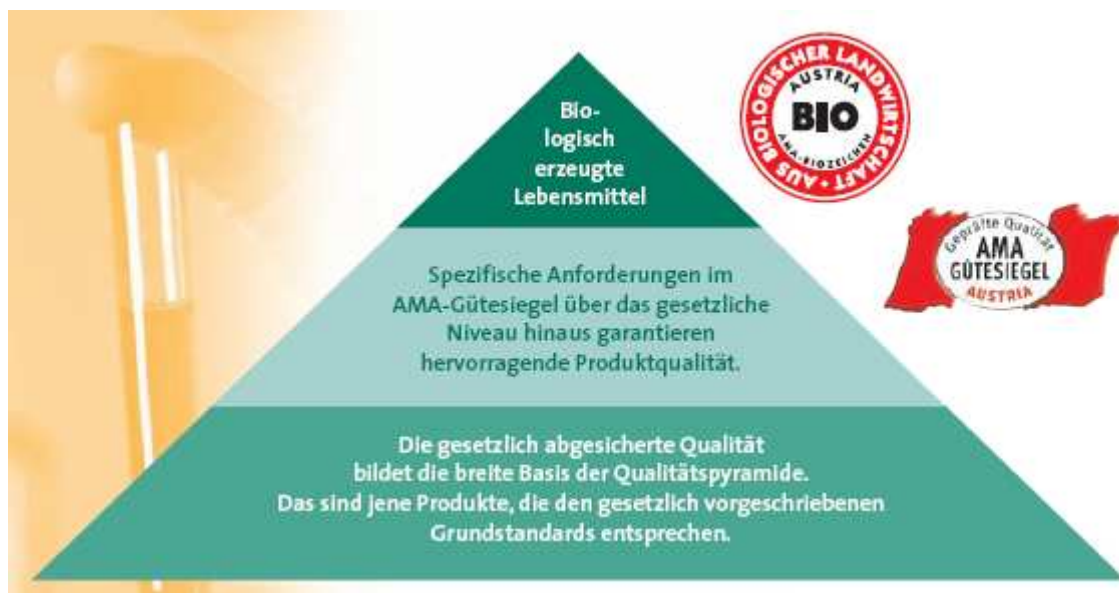 Bio-
logisch
erzeugte
Lebensmittel
AUS BIOLOGISCHER LANDWIRTSCHAFT •
AUSTRIA
BIO
AMA-BIOZEICHEN
Spezifische Anforderungen im
AMA-Gütesiegel über das gesetzliche
Niveau hinaus garantieren
hervorragende Produktqualität.
Geprüfte Qualität
AMA
GÜTESIEGEL
AUSTRIA
Die gesetzlich abgesicherte Qualität
bildet die breite Basis der Qualitätspyramide.
Das sind jene Produkte, die den gesetzlich vorgeschriebenen
Grundstandards entsprechen.